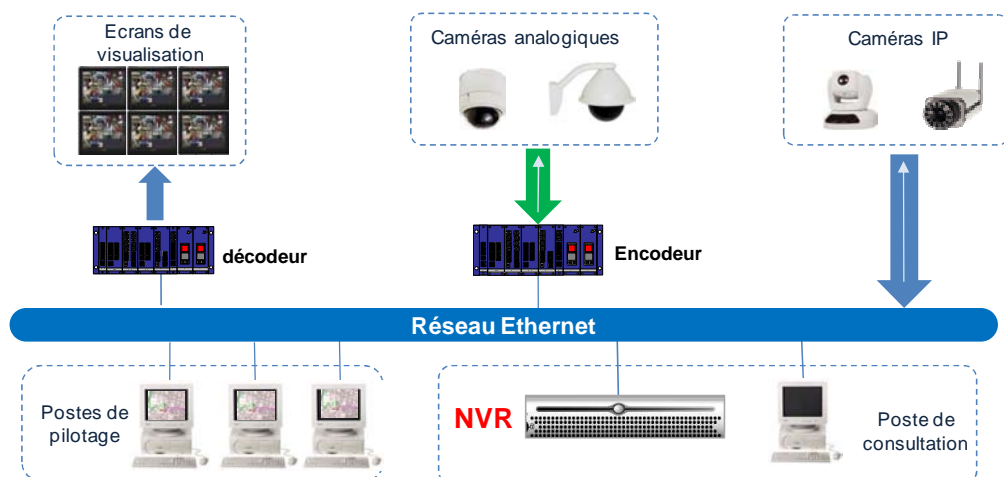 Ecrans de
visualisation
Caméras analogiques
Caméras IP
décodeur
Encodeur
Réseau Ethernet
Postes de
pilotage
NVR
Poste de
consultation